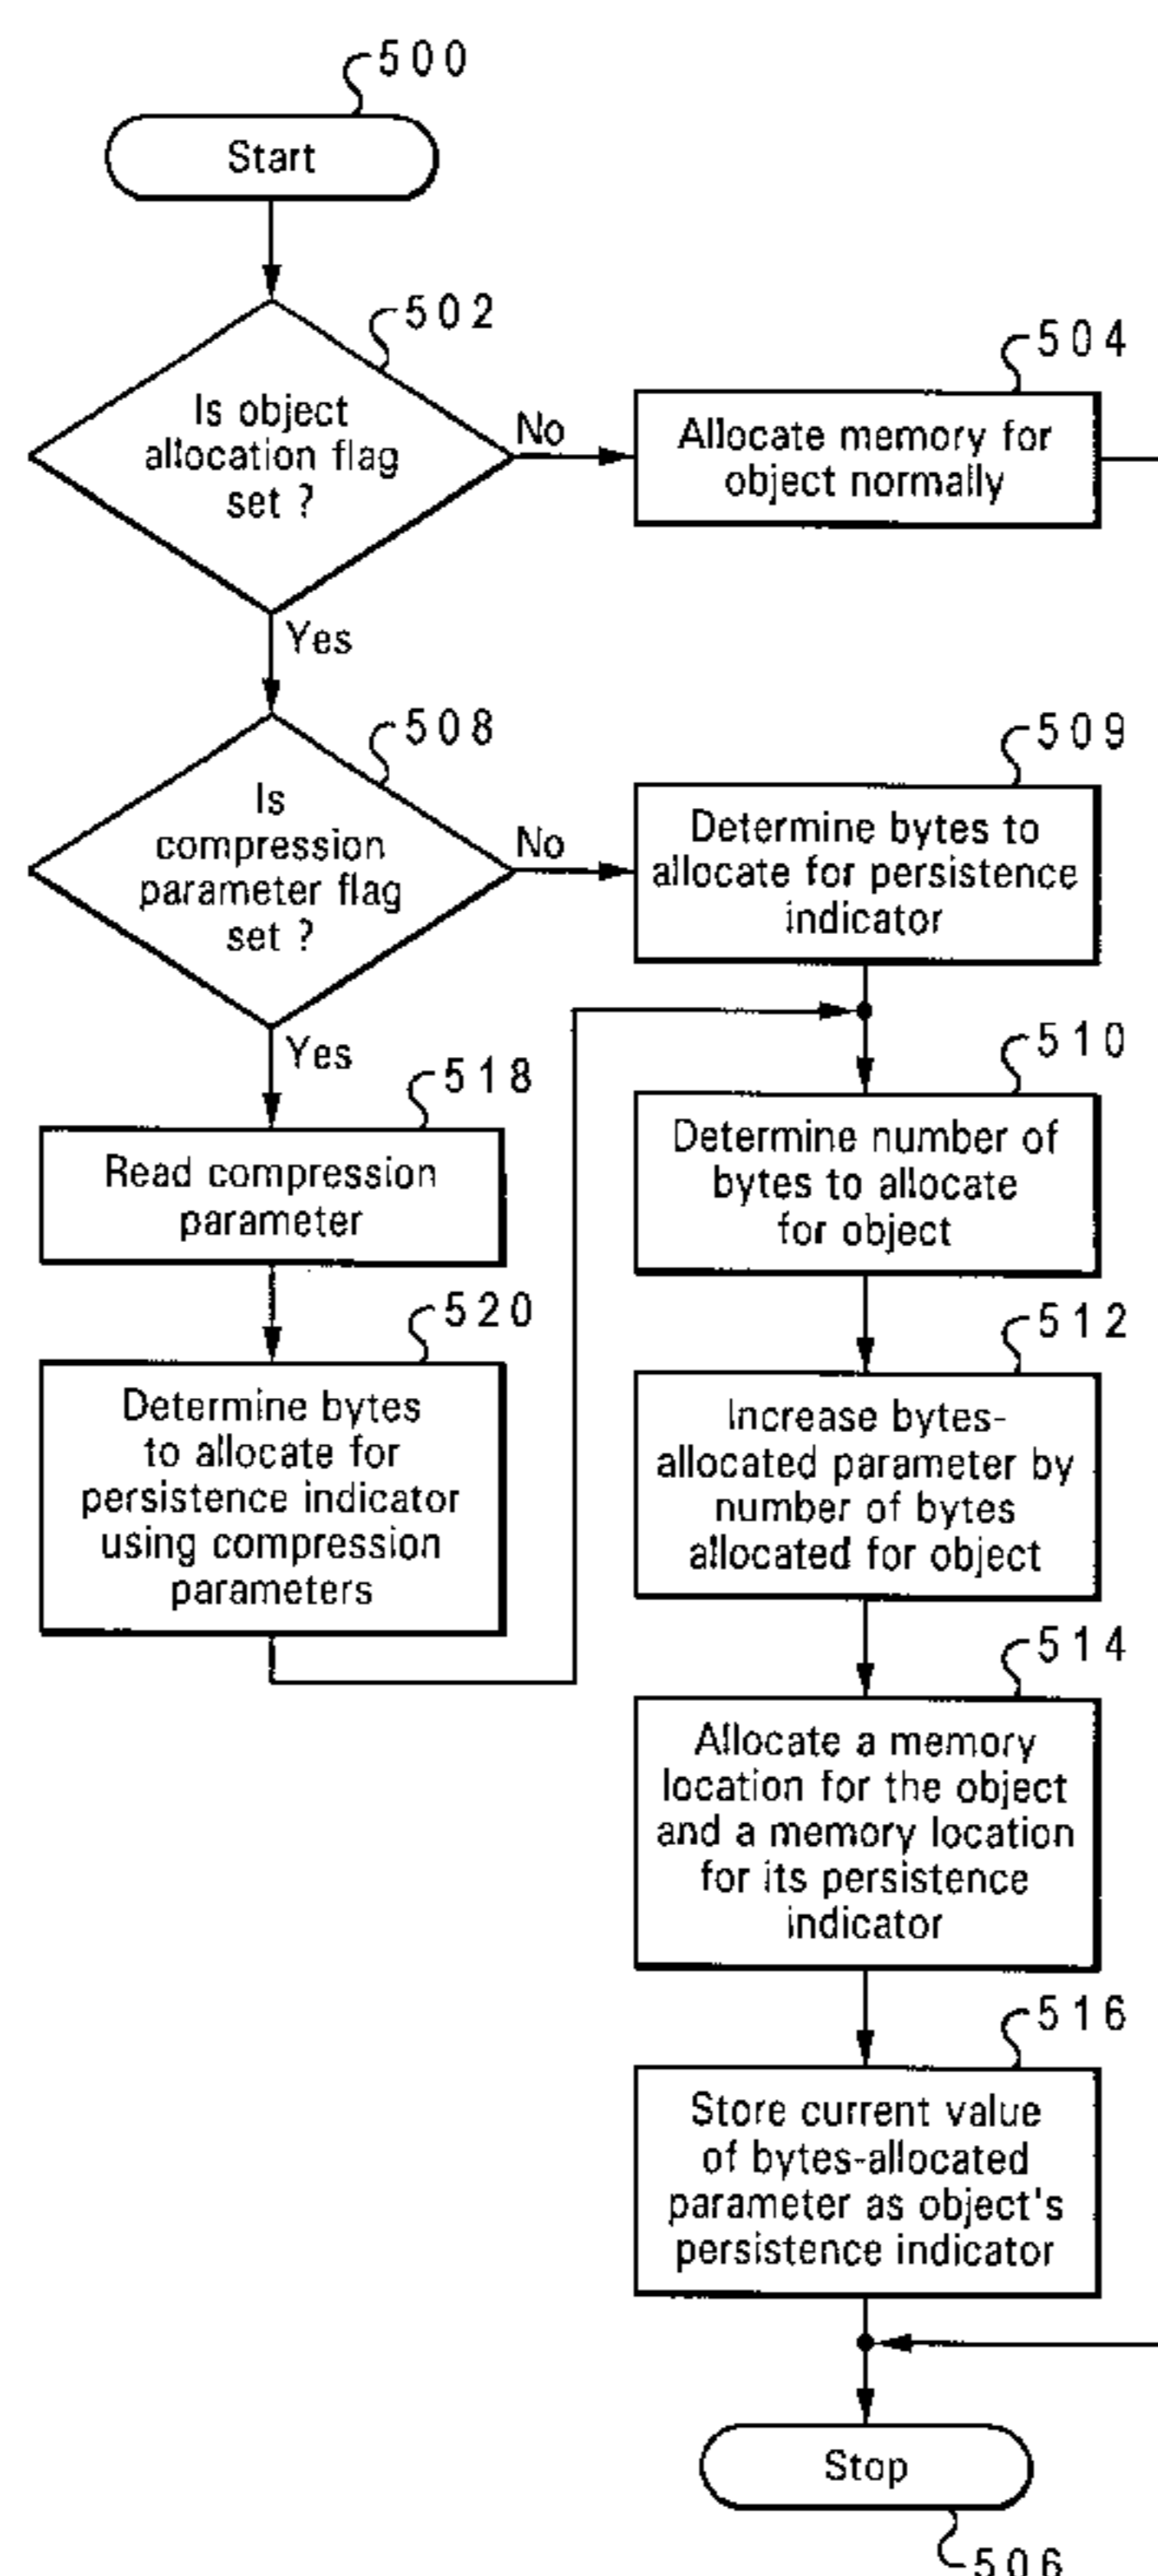 500
Start
502
Is object
allocation flag
set ?
No
504
Allocate memory for
object normally
Yes
508
Is
compression
parameter flag
set ?
No
509
Determine bytes to
allocate for persistence
indicator
Yes
518
Read compression
parameter
520
Determine bytes
to allocate for
persistence indicator
using compression
parameters
510
Determine number of
bytes to allocate
for object
512
Increase bytes-
allocated parameter by
number of bytes
allocated for object
514
Allocate a memory
location for the object
and a memory location
for its persistence
indicator
516
Store current value
of bytes-allocated
parameter as object's
persistence indicator
Stop
506